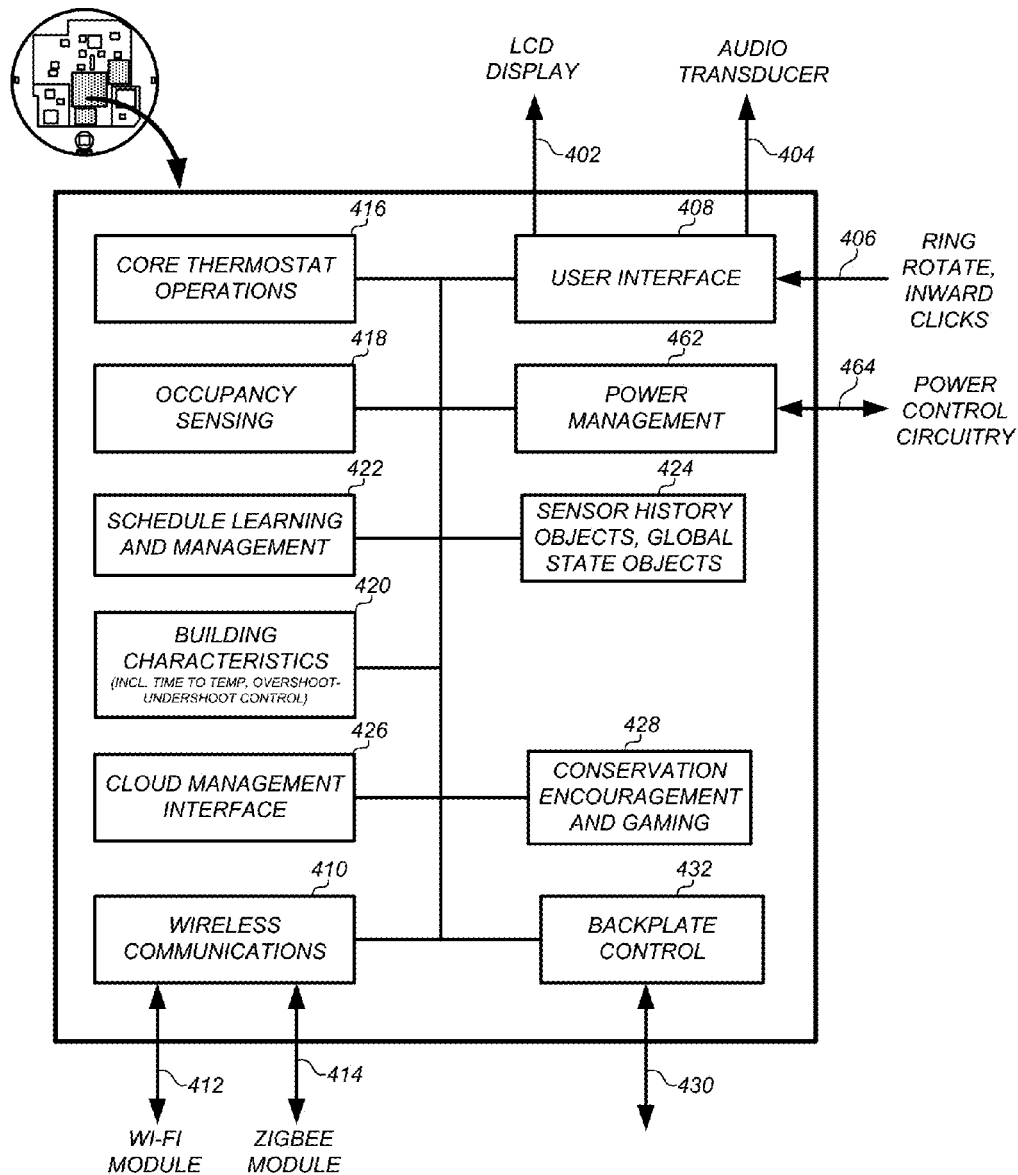 LCD
DISPLAY
AUDIO
TRANSDUCER
402
404
416
CORE THERMOSTAT
OPERATIONS
408
USER INTERFACE
406
RING
ROTATE,
INWARD
CLICKS
418
OCCUPANCY
SENSING
462
POWER
MANAGEMENT
464
POWER
CONTROL
CIRCUITRY
422
SCHEDULE LEARNING
AND MANAGEMENT
424
SENSOR HISTORY
OBJECTS, GLOBAL
STATE OBJECTS
420
BUILDING
CHARACTERISTICS
(INCL. TIME TO TEMP, OVERSHOOT-
UNDERSHOOT CONTROL)
426
CLOUD MANAGEMENT
INTERFACE
428
CONSERVATION
ENCOURAGEMENT
AND GAMING
410
WIRELESS
COMMUNICATIONS
432
BACKPLATE
CONTROL
412
414
430
WI-FI
MODULE
ZIGBEE
MODULE